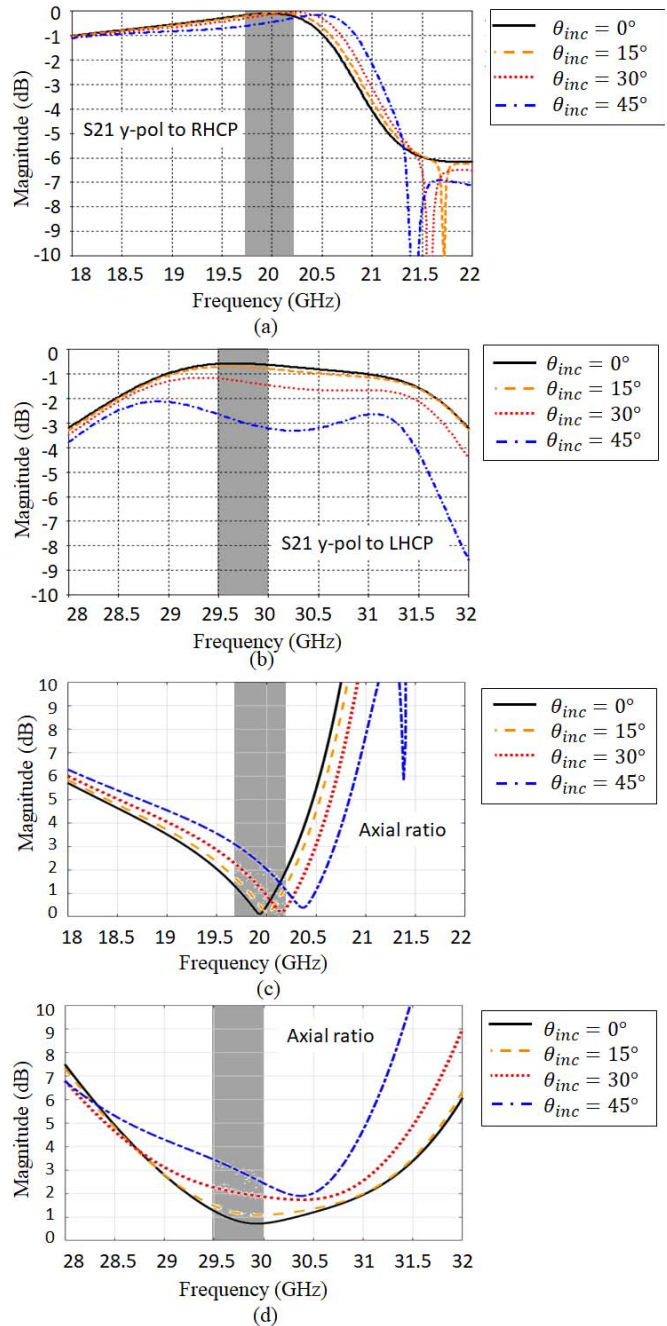 0
-1
-2
-3
-4
-5
-6
-7
-8
-9
-10
Magnitude (dB)
S21 y-pol to RHCP
18 18.5 19 19.5 20 20.5 21 21.5 22
Frequency (GHz)
(a)
θinc = 0°
θinc = 15°
θinc = 30°
θinc = 45°
0
-1
-2
-3
-4
-5
-6
-7
-8
-9
-10
Magnitude (dB)
S21 y-pol to LHCP
28 28.5 29 29.5 30 30.5 31 31.5 32
Frequency (GHz)
(b)
θinc = 0°
θinc = 15°
θinc = 30°
θinc = 45°
10
9
8
7
6
5
4
3
2
1
0
Magnitude (dB)
Axial ratio
18 18.5 19 19.5 20 20.5 21 21.5 22
Frequency (GHz)
(c)
θinc = 0°
θinc = 15°
θinc = 30°
θinc = 45°
10
9
8
7
6
5
4
3
2
1
0
Magnitude (dB)
Axial ratio
28 28.5 29 29.5 30 30.5 31 31.5 32
Frequency (GHz)
(d)
θinc = 0°
θinc = 15°
θinc = 30°
θinc = 45°